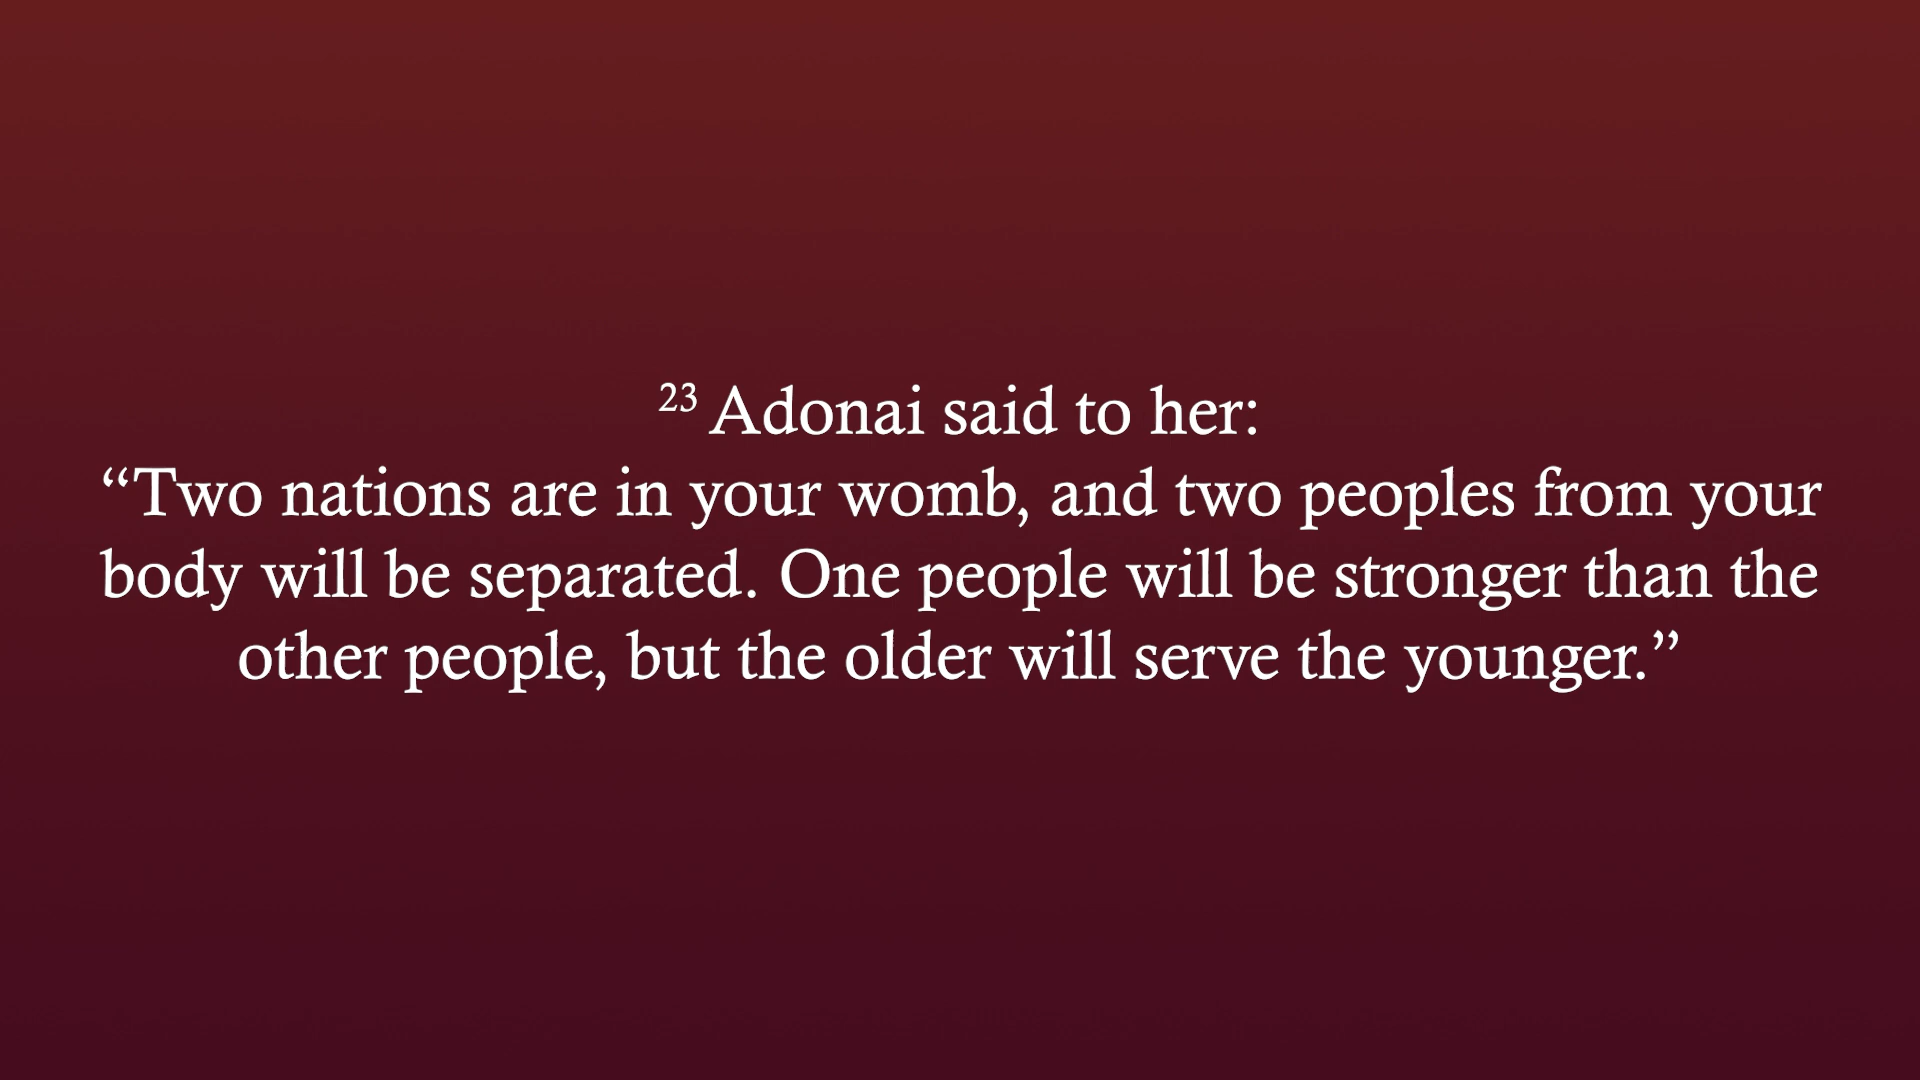 23 Adonai said to her:
“Two nations are in your womb, and two peoples from your
body will be separated. One people will be stronger than the
other people, but the older will serve the younger.”